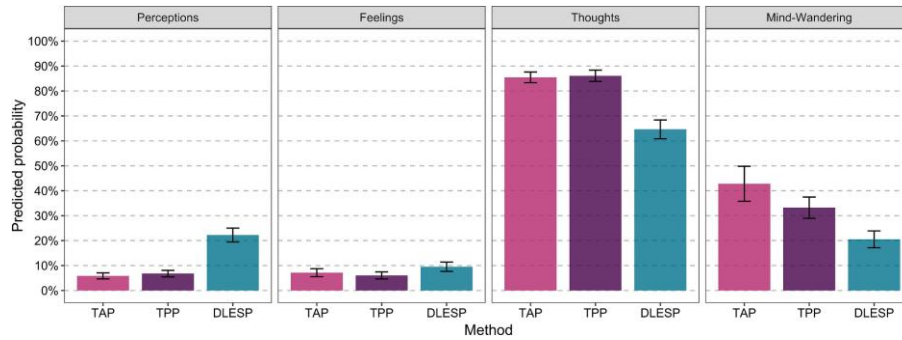 Perceptions Feelings Thoughts Mind-Wandering
Predicted probability
100%
90%
80%
70%
60%
50%
40%
30%
20%
10%
0%
TAP TPP DLESP TAP TPP DLESP TAP TPP DLESP TAP TPP DLESP
Method